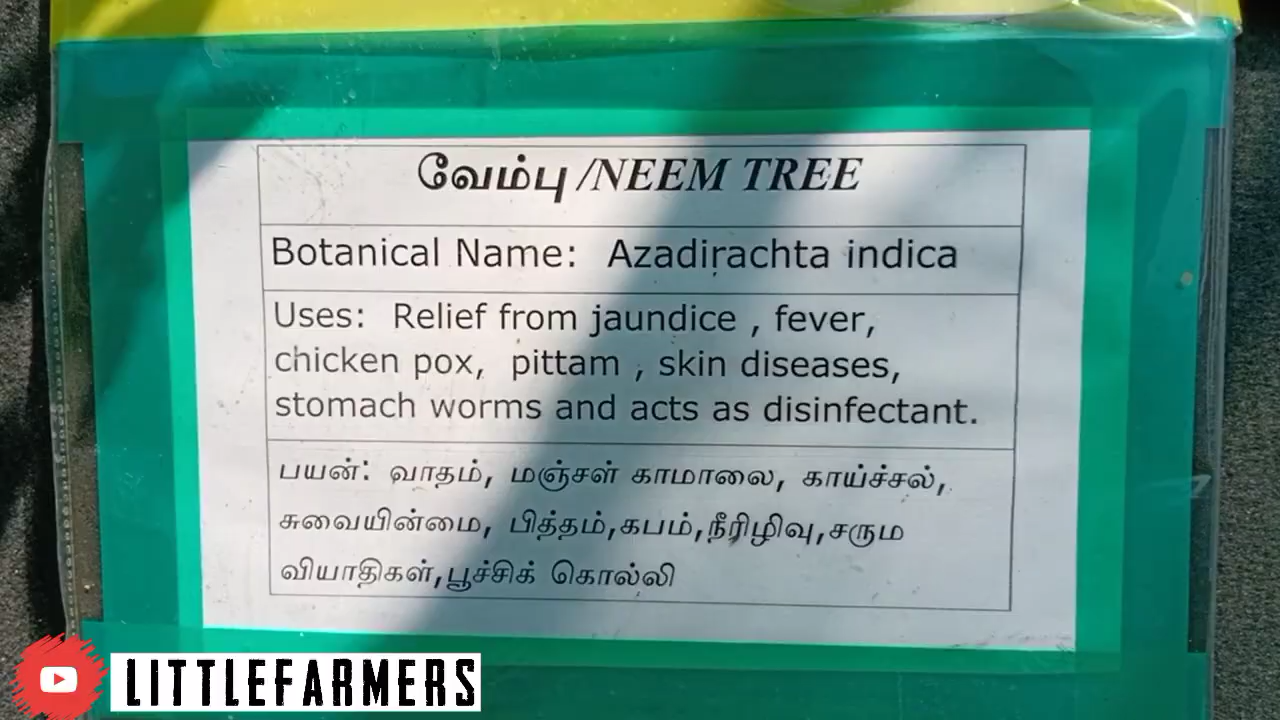 வேம்பு /NEEM TREE
Botanical Name: Azadirachta indica
Uses: Relief from jaundice , fever,
chicken pox, pittam , skin diseases,
stomach worms and acts as disinfectant.
பயன்: வாதம், மஞ்சள் காமாலை, காய்ச்சல்,
சுவையின்மை, பித்தம்,கபம்,நீரிழிவு,சரும
வியாதிகள்,பூச்சிக் கொல்லி
LITTLEFARMERS